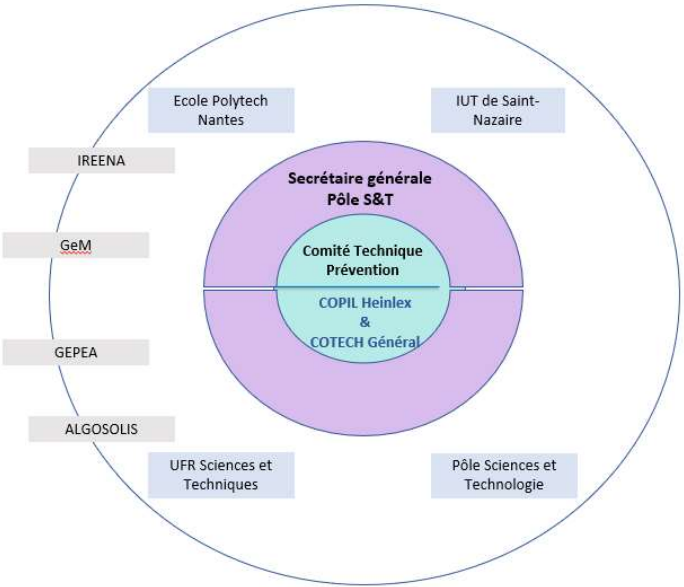 Ecole Polytech
Nantes
IUT de Saint-
Nazaire
IREENA
Secrétaire générale
Pôle S&T
GeM
Comité Technique
Prévention
COPIL Heinlex
&
COTECH Général
GEPEA
ALGOSOLIS
UFR Sciences et
Techniques
Pôle Sciences et
Technologie